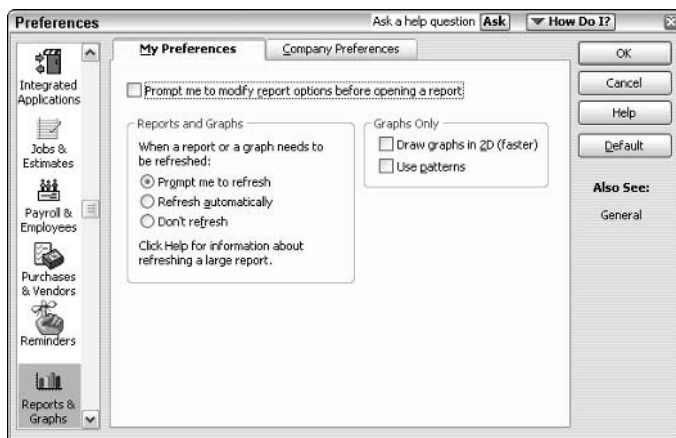 Preferences
Ask a help question Ask How Do I?
Integrated
Applications
Jobs &
Estimates
Payroll &
Employees
Purchases
& Vendors
Reminders
Reports &
Graphs
My Preferences
Company Preferences
Prompt me to modify report options before opening a report
Reports and Graphs
When a report or a graph needs to
be refreshed:
Prompt me to refresh
Refresh automatically
Don't refresh
Click Help for information about
refreshing a large report.
Graphs Only
Draw graphs in 2D (faster)
Use patterns
OK
Cancel
Help
Default
Also See:
General